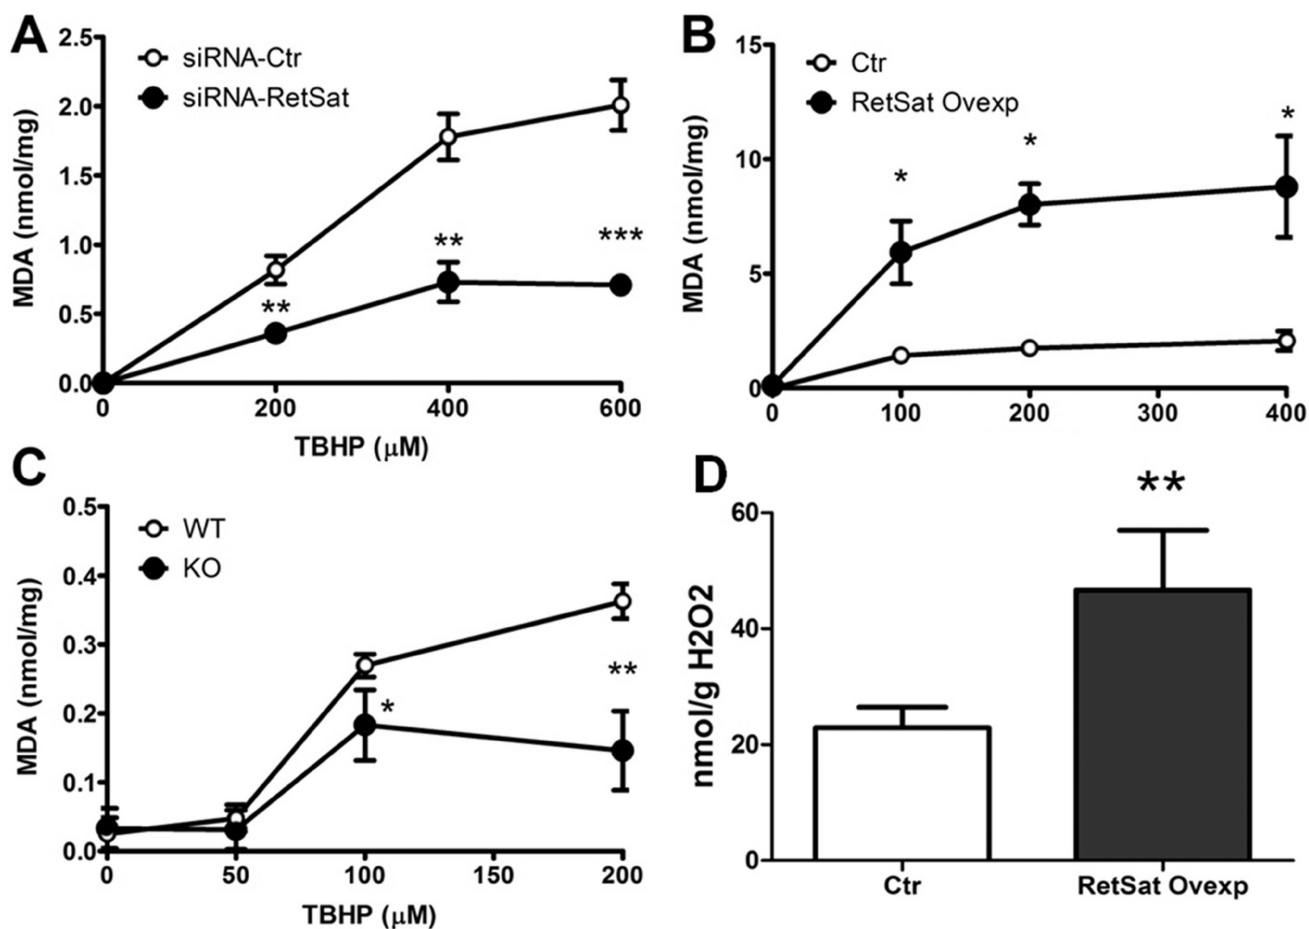 A
2.5
2.0
1.5
1.0
0.5
0.0
MDA (nmol/mg)
siRNA-Ctr
siRNA-RetSat
**
**
***
0 200 400 600
TBHP (μM)
B
15
10
5
0
MDA (nmol/mg)
Ctr
RetSat Ovexp
*
*
*
0 100 200 300 400
C
0.5
0.4
0.3
0.2
0.1
0.0
MDA (nmol/mg)
WT
KO
*
**
0 50 100 150 200
TBHP (μM)
D
60
40
20
0
nmol/g H2O2
**
Ctr RetSat Ovexp